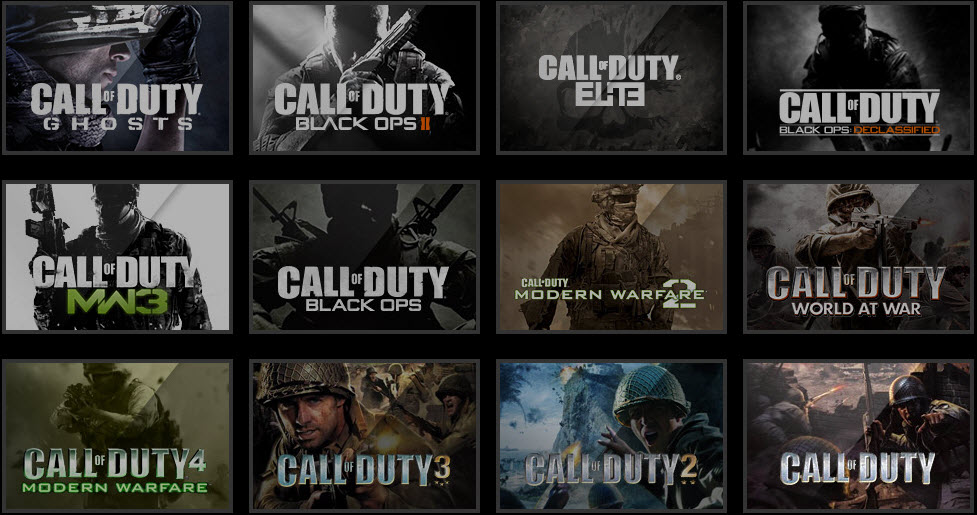 CALL OF DUTY
GHOSTS
CALL OF DUTY
BLACK OPS II
CALL OF DUTY®
ELITE
CALL OF DUTY
BLACK OPS: DECLASSIFIED
CALL OF DUTY
MW3
CALL OF DUTY
BLACK OPS
CALL OF DUTY
MODERN WARFARE 2
CALL OF DUTY
WORLD AT WAR
CALL OF DUTY 4
MODERN WARFARE
CALL OF DUTY 3
CALL OF DUTY 2
CALL OF DUTY